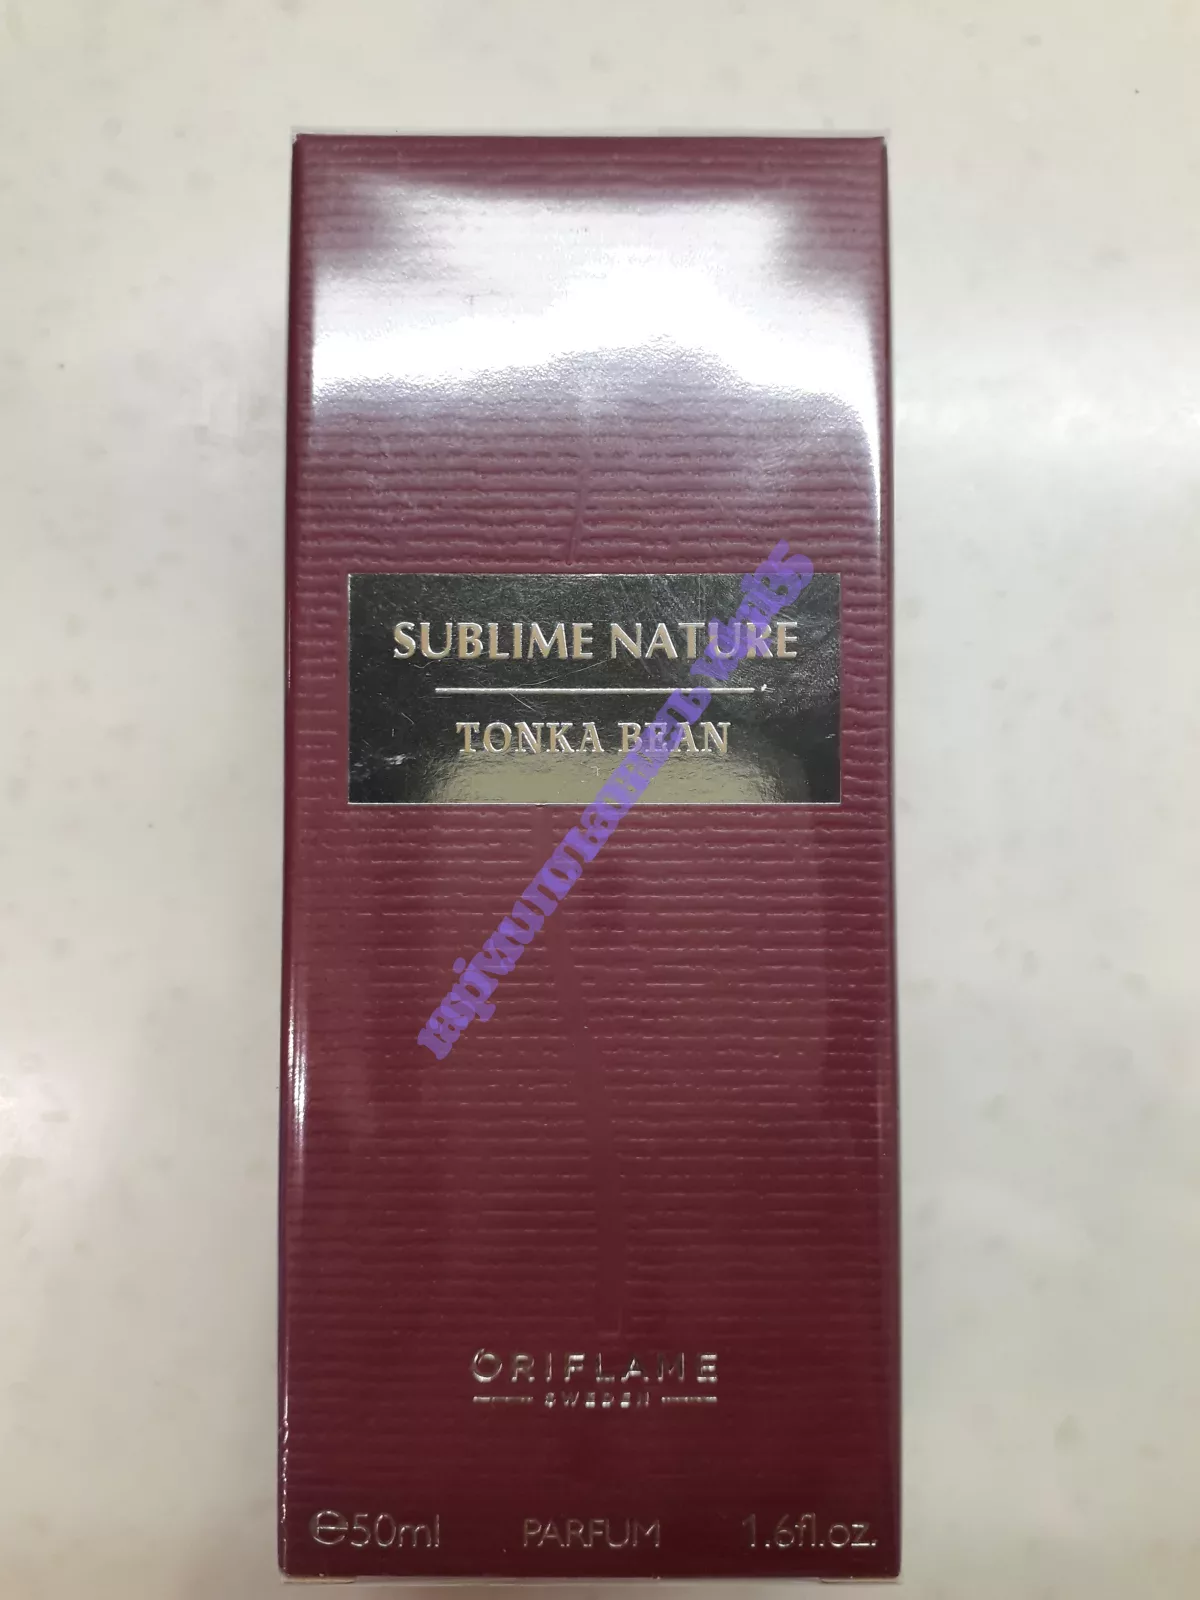 SUBLIME NATURE
TONKA BEAN
ORIFLAME
SWEDEN
℮50ml PARFUM 1.6fl.oz.